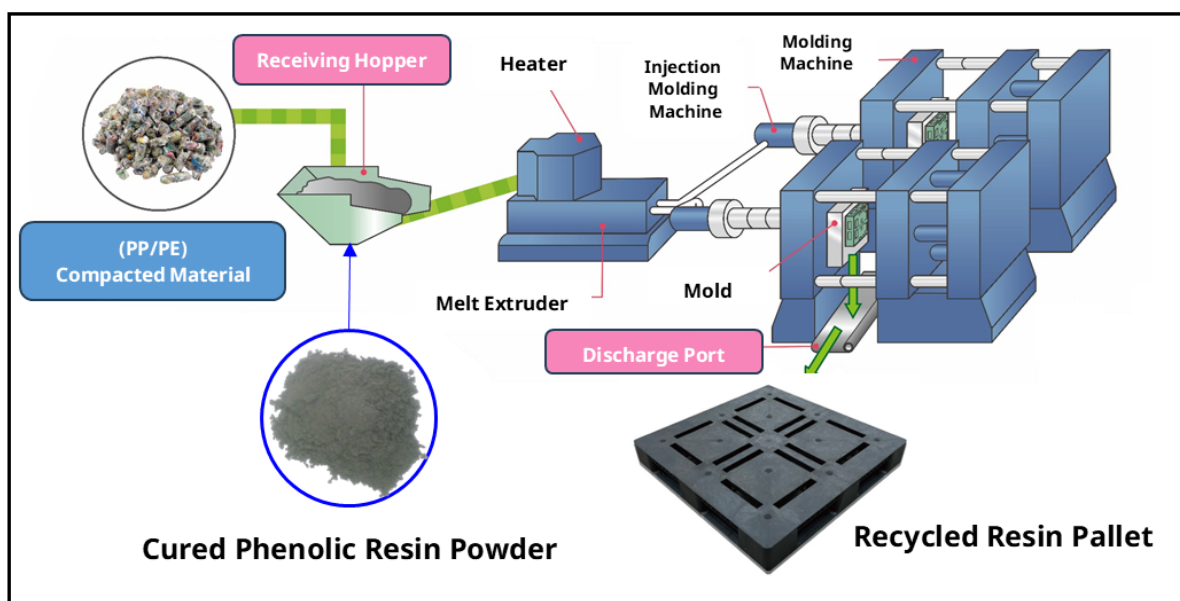 Receiving Hopper
Heater
Injection
Molding
Machine
Molding
Machine
(PP/PE)
Compacted Material
Melt Extruder
Mold
Discharge Port
Cured Phenolic Resin Powder
Recycled Resin Pallet